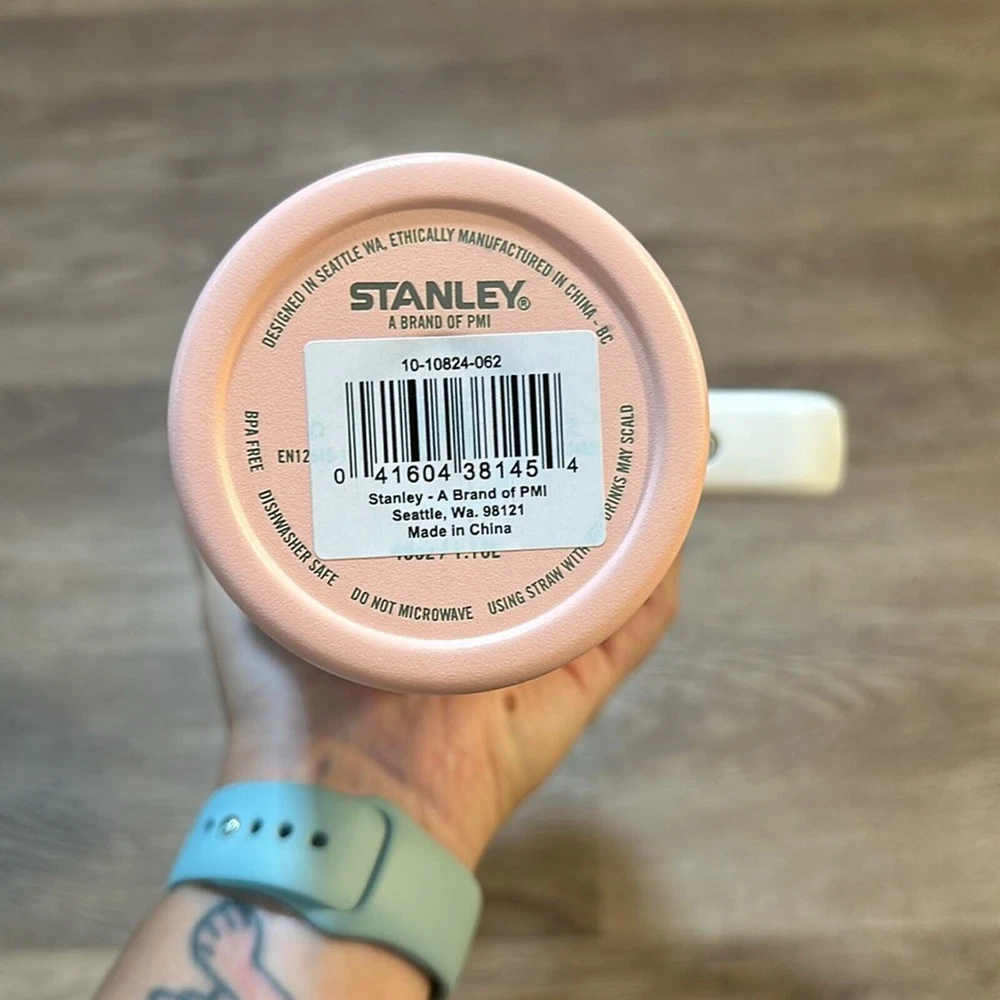 DESIGNED IN SEATTLE WA, ETHICALLY MANUFACTURED IN CHINA - BC
STANLEY®
A BRAND OF PMI
10-10824-062
0 41604 38145 4
Stanley - A Brand of PMI
Seattle, Wa. 98121
Made in China
EN12
BPA FREE
DISHWASHER SAFE
DO NOT MICROWAVE
USING STRAW WITH
DRINKS MAY SCALD